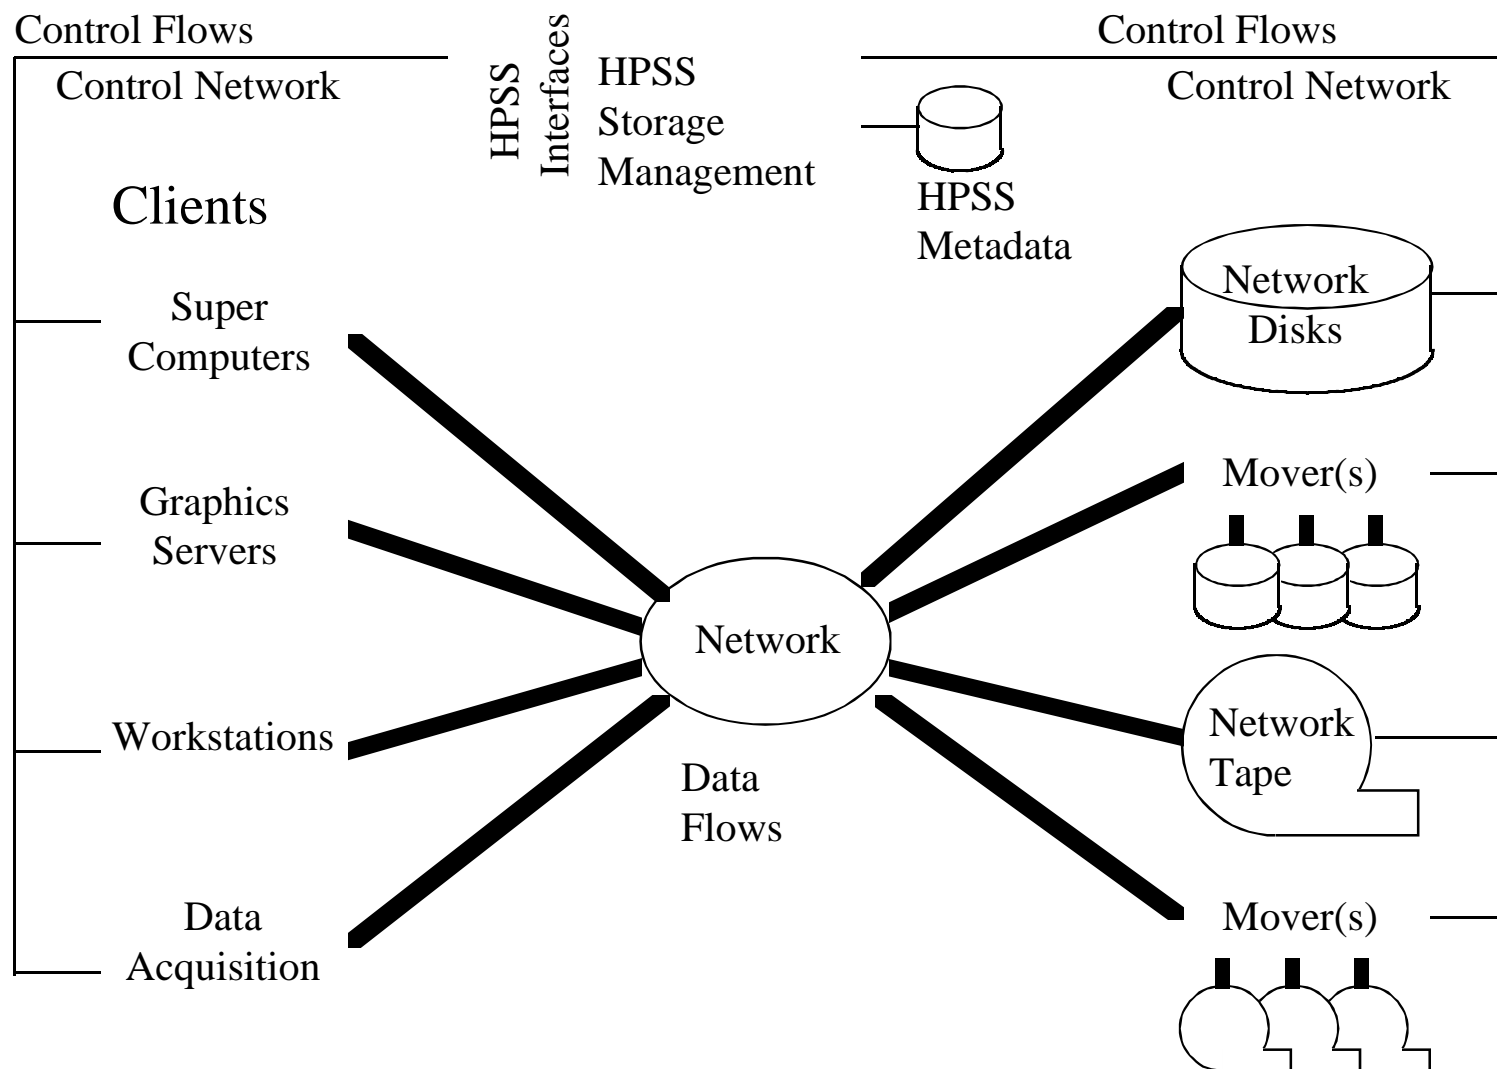 Control Flows
Control Network
HPSS
Interfaces
HPSS
Storage
Management
Control Flows
Control Network
HPSS
Metadata
Clients
Super
Computers
Graphics
Servers
Workstations
Data
Acquisition
Network
Data
Flows
Network
Disks
Mover(s)
Network
Tape
Mover(s)